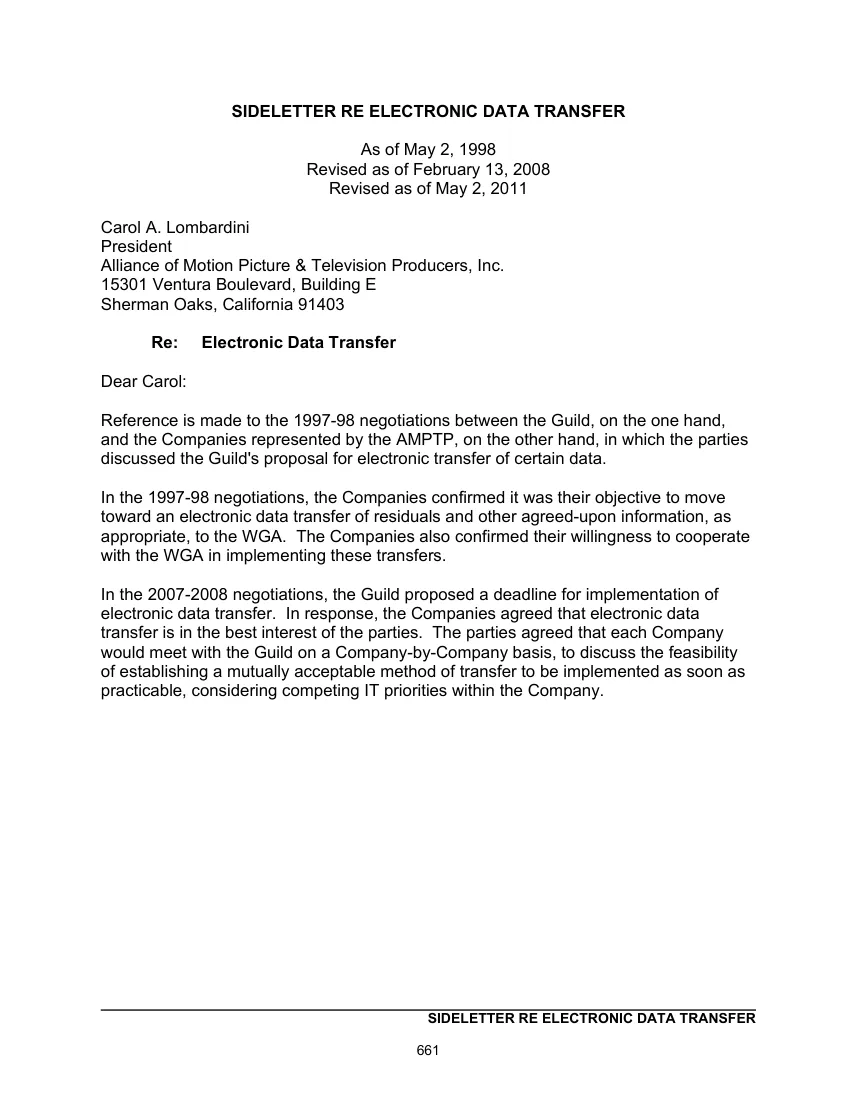 SIDELETTER RE ELECTRONIC DATA TRANSFER
As of May 2, 1998
Revised as of February 13, 2008
Revised as of May 2, 2011
Carol A. Lombardini
President
Alliance of Motion Picture & Television Producers, Inc.
15301 Ventura Boulevard, Building E
Sherman Oaks, California 91403
Re: Electronic Data Transfer
Dear Carol:
Reference is made to the 1997-98 negotiations between the Guild, on the one hand,
and the Companies represented by the AMPTP, on the other hand, in which the parties
discussed the Guild's proposal for electronic transfer of certain data.
In the 1997-98 negotiations, the Companies confirmed it was their objective to move
toward an electronic data transfer of residuals and other agreed-upon information, as
appropriate, to the WGA. The Companies also confirmed their willingness to cooperate
with the WGA in implementing these transfers.
In the 2007-2008 negotiations, the Guild proposed a deadline for implementation of
electronic data transfer. In response, the Companies agreed that electronic data
transfer is in the best interest of the parties. The parties agreed that each Company
would meet with the Guild on a Company-by-Company basis, to discuss the feasibility
of establishing a mutually acceptable method of transfer to be implemented as soon as
practicable, considering competing IT priorities within the Company.
SIDELETTER RE ELECTRONIC DATA TRANSFER
661